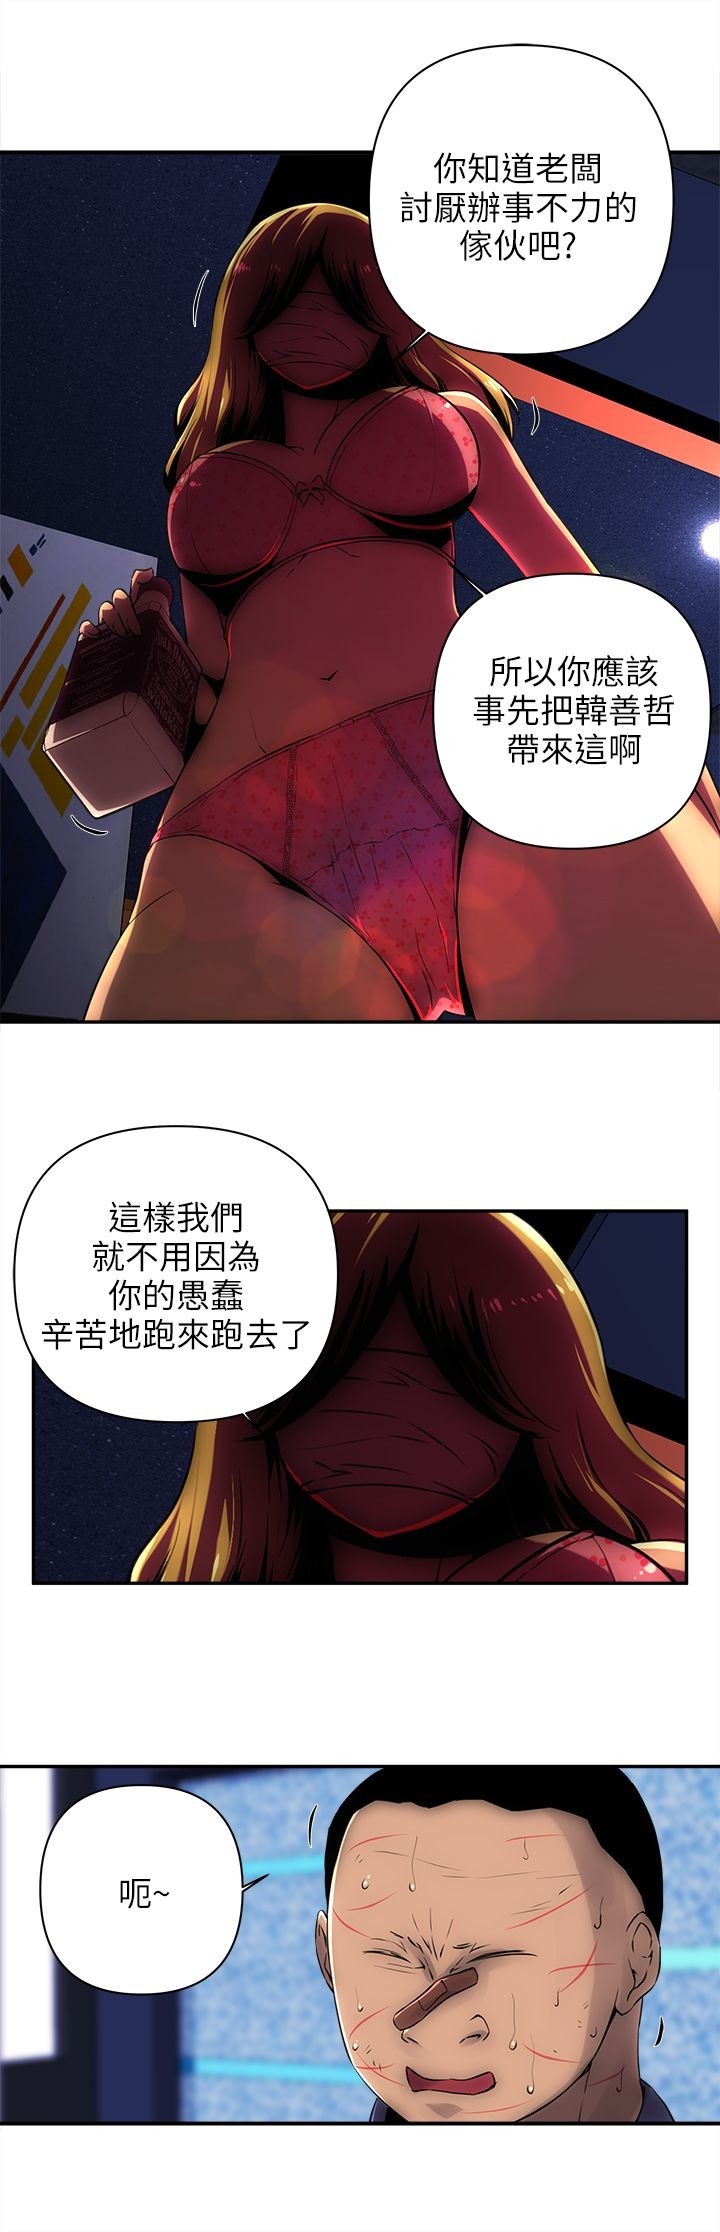 你知道老闆
討厭辦事不力的
傢伙吧?
所以你應該
事先把韓善哲
帶來這啊
這樣我們
就不用因為
你的愚蠢
辛苦地跑來跑去了
呃~